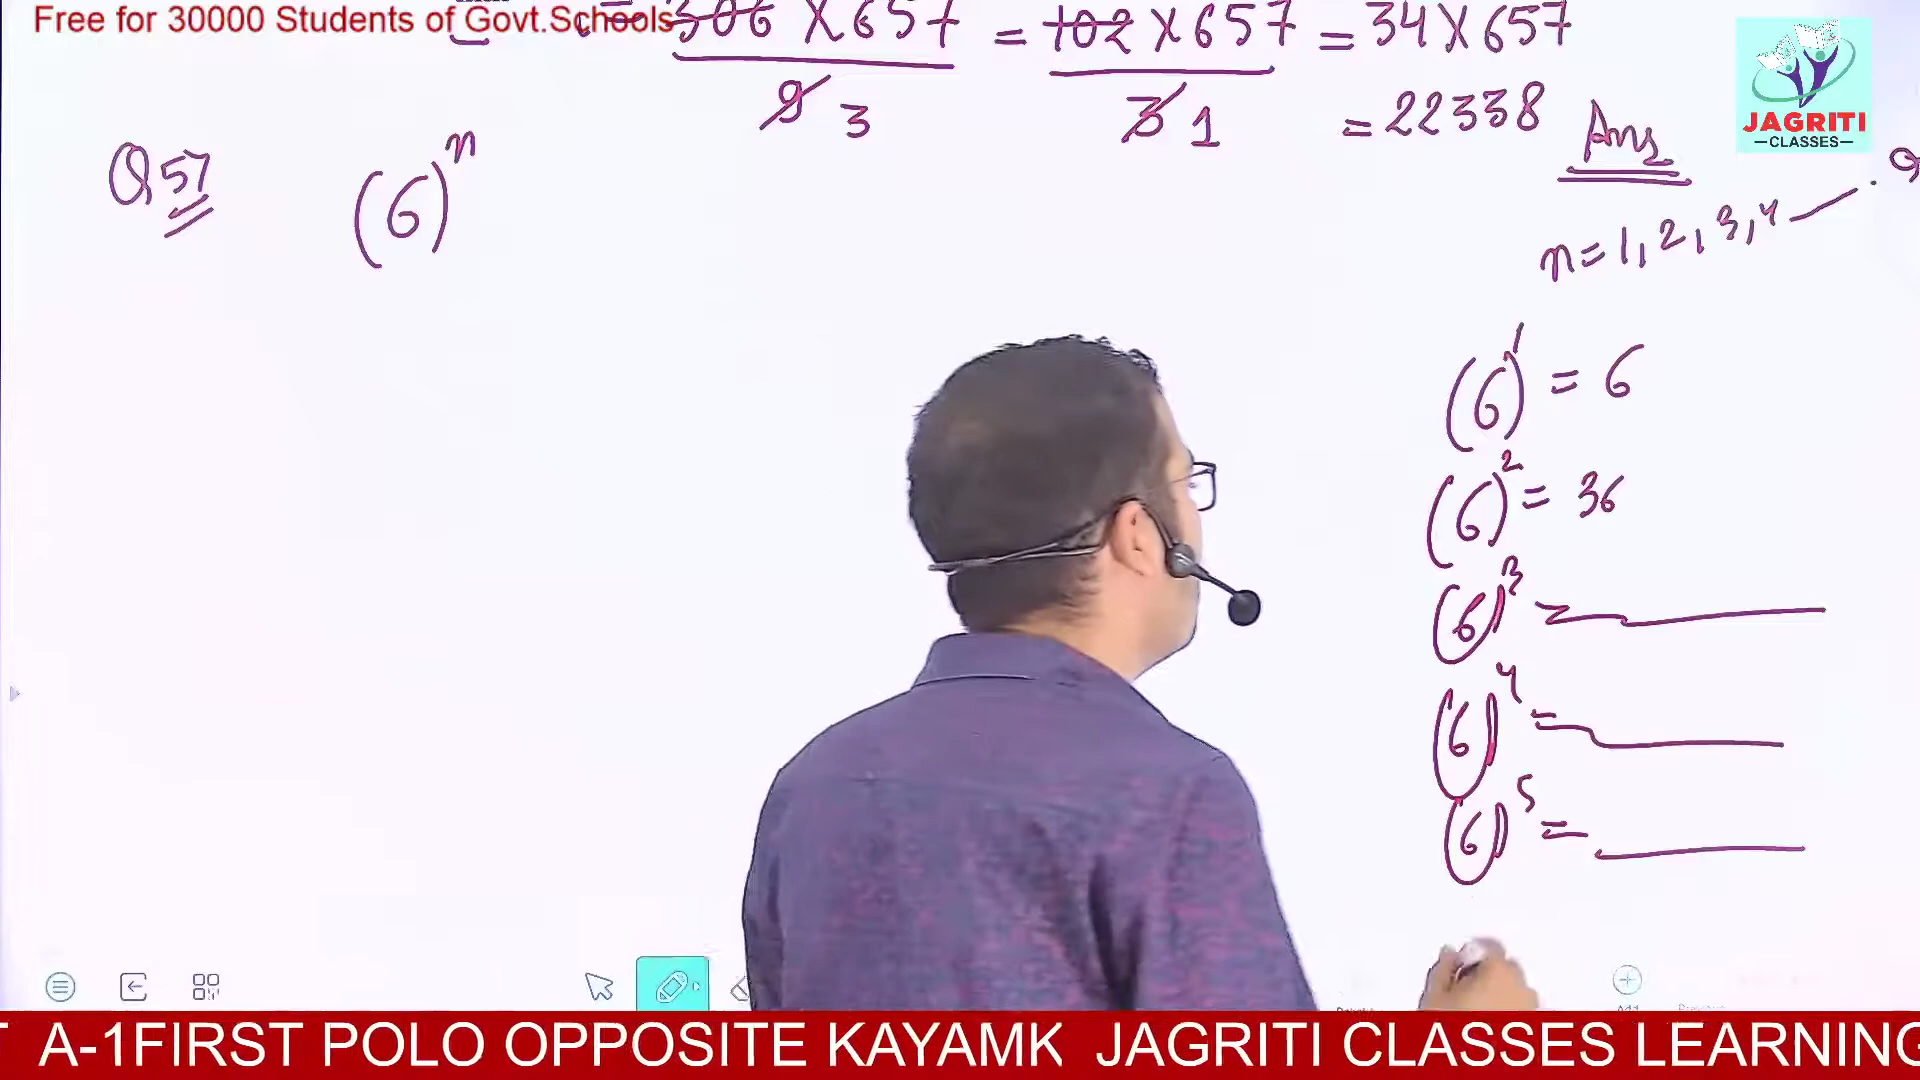 Free for 30000 Students of Govt.Schools
= 306 X 657 / 9 3 = 102 X 657 / 3 1 = 34 X 657
= 22338 Ans
JAGRITI
CLASSES
Q 57 (6)^n
n = 1, 2, 3, 4
(6)^1 = 6
(6)^2 = 36
(6)^3 =
(6)^4 =
(6)^5 =
A-1FIRST POLO OPPOSITE KAYAMK JAGRITI CLASSES LEARNING